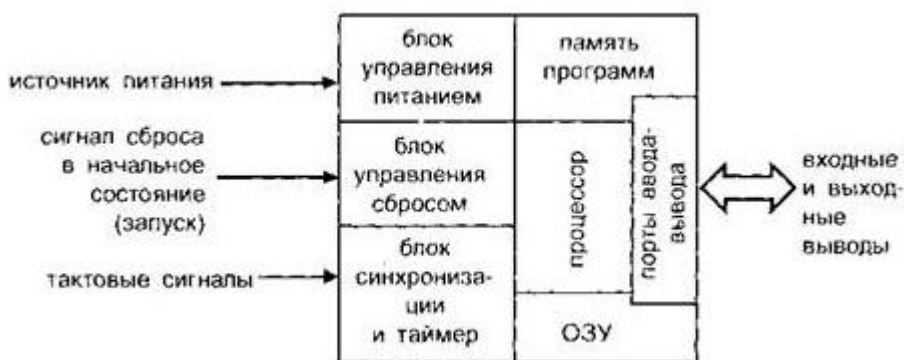 источник питания
сигнал сброса
в начальное
состояние
(запуск)
тактовые сигналы
блок
управления
питанием
блок
управления
сбросом
блок
синхрониза-
ции
и таймер
память
программ
процессор
порты ввода-
вывода
ОЗУ
входные
и выход-
ные
выводы